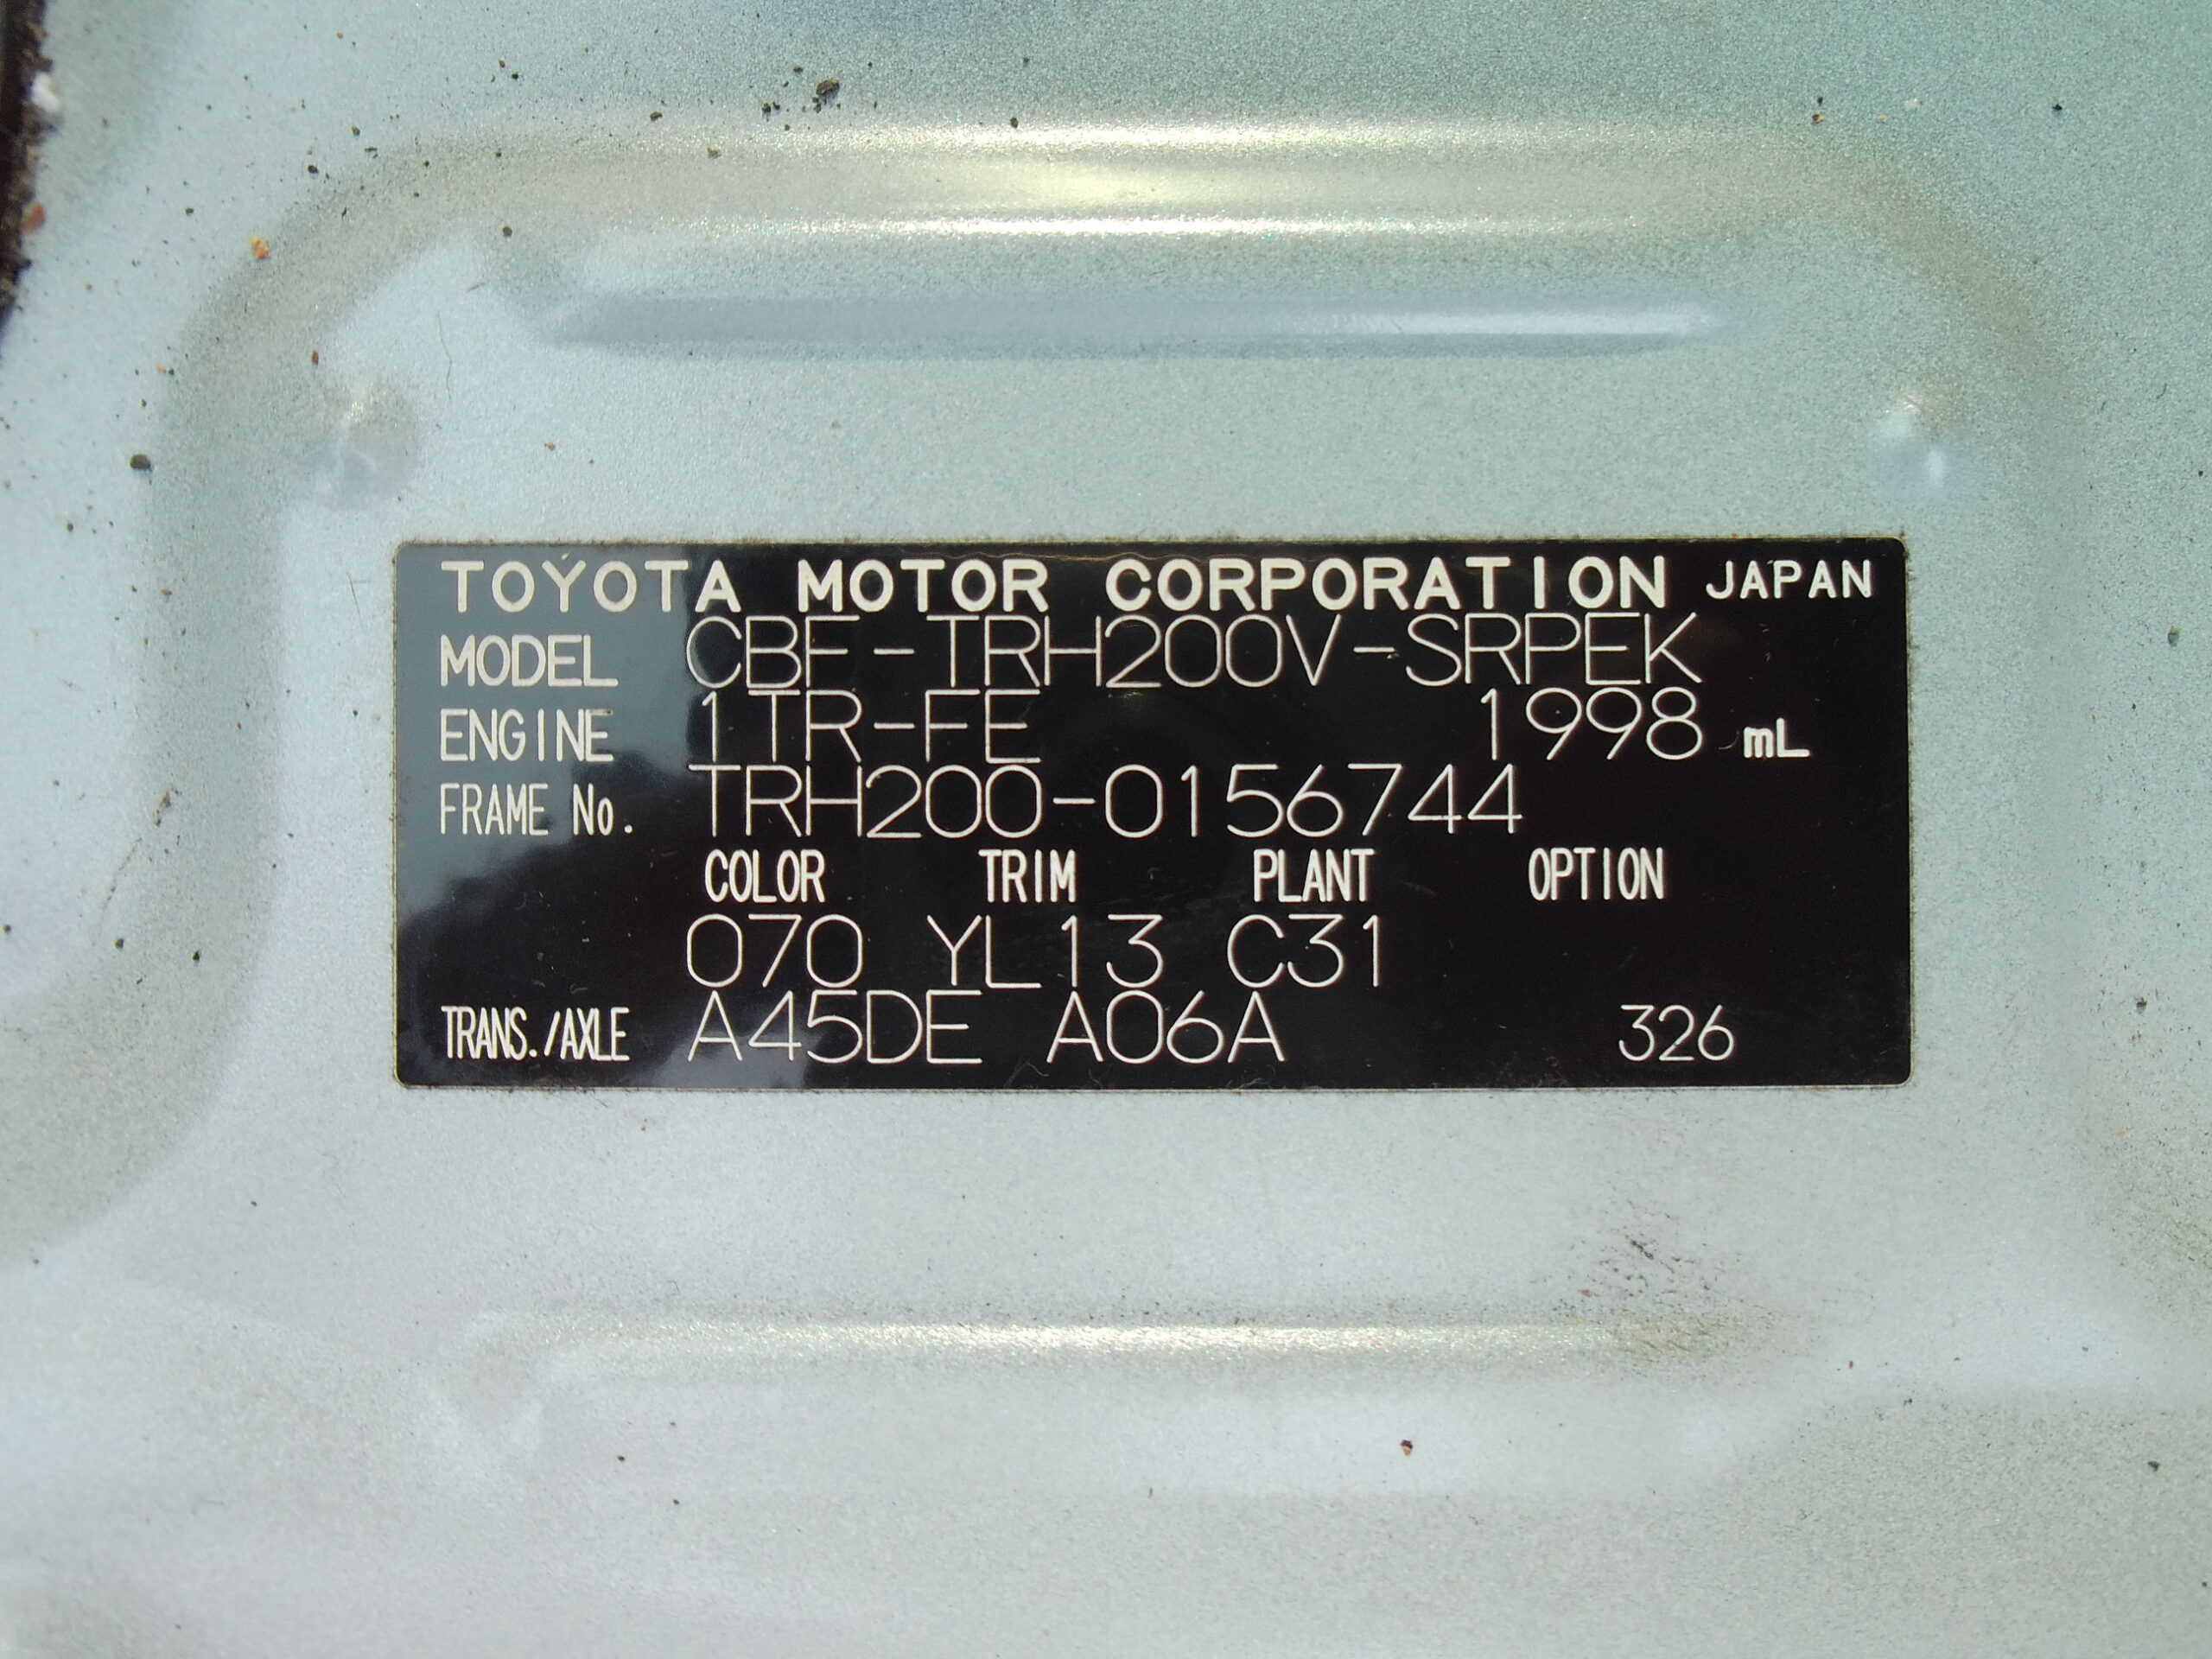 TOYOTA MOTOR CORPORATION JAPAN
MODEL CBF-TRH200V-SRPEK
ENGINE 1TR-FE 1998 mL
FRAME No. TRH200-0156744
COLOR TRIM PLANT OPTION
070 YL13 C31
TRANS./AXLE A45DE A06A 326